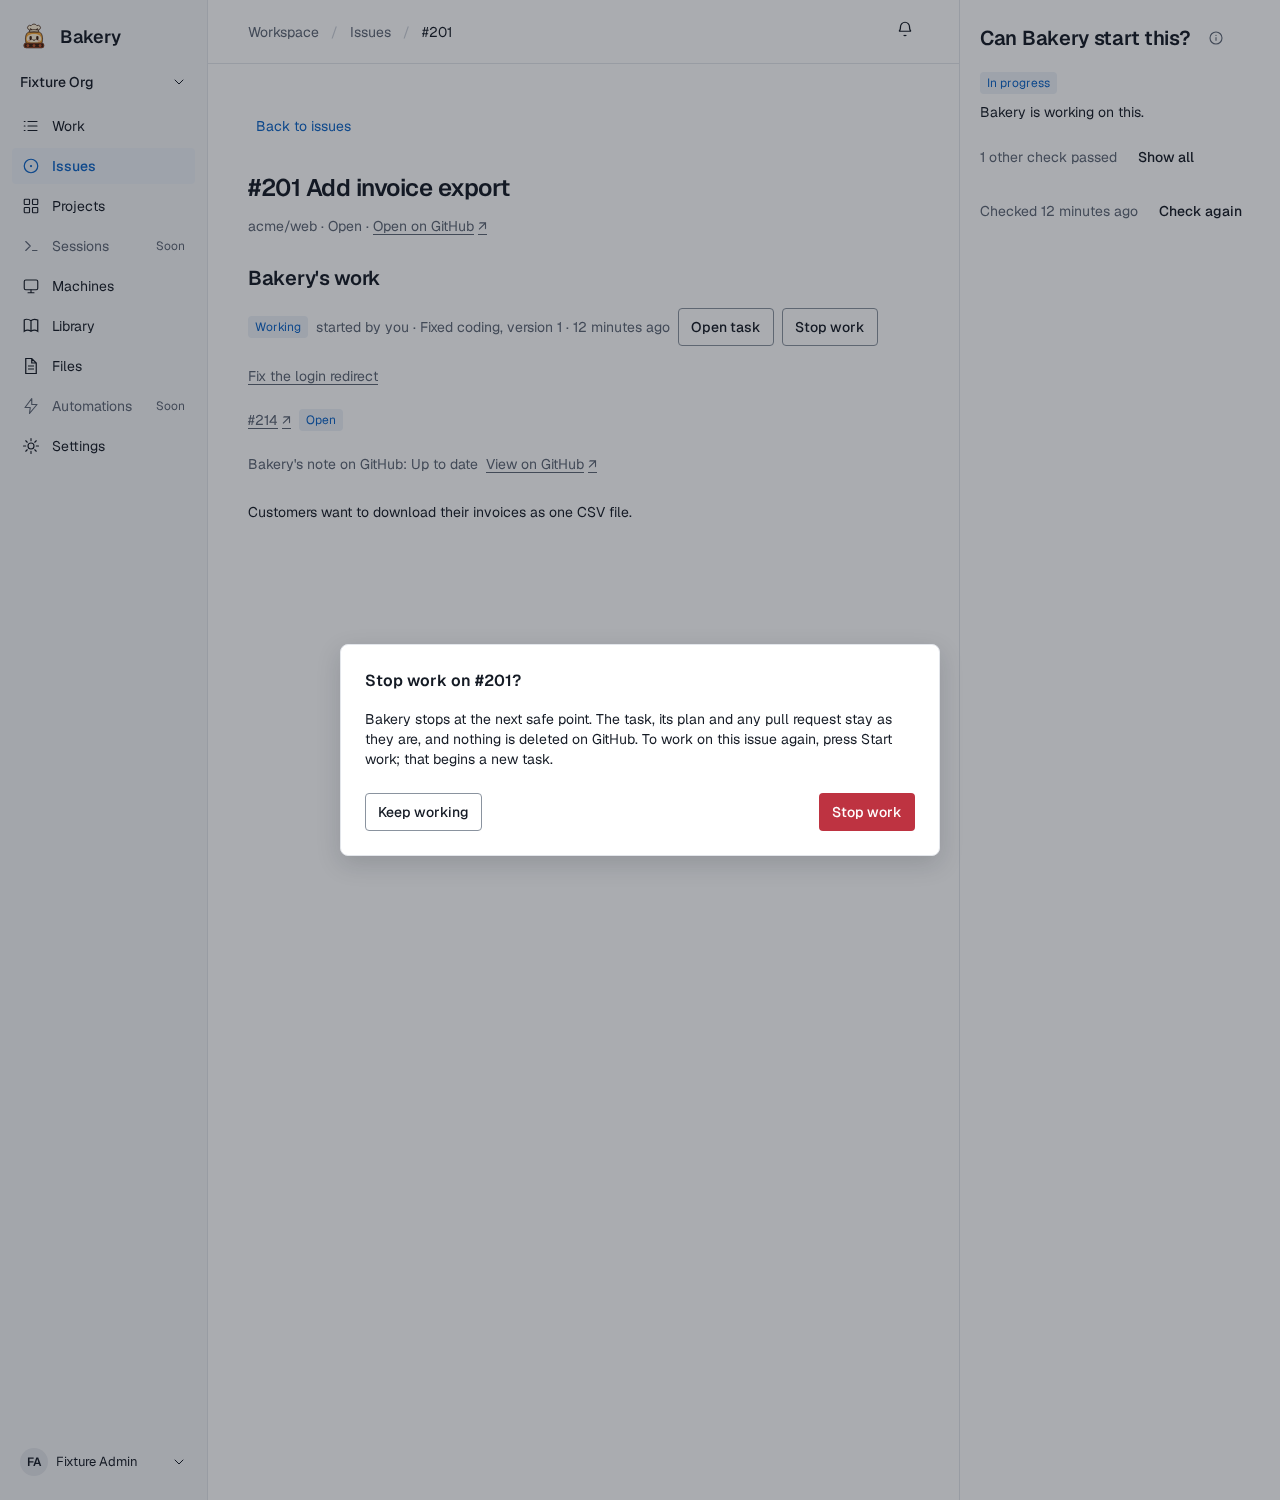 Bakery
Fixture Org
Work
Issues
Projects
Sessions Soon
Machines
Library
Files
Automations Soon
Settings
FA Fixture Admin
Workspace / Issues / #201
Back to issues
#201 Add invoice export
acme/web · Open · Open on GitHub ↗
Bakery's work
Working started by you · Fixed coding, version 1 · 12 minutes ago Open task Stop work
Fix the login redirect
#214 ↗ Open
Bakery's note on GitHub: Up to date View on GitHub ↗
Customers want to download their invoices as one CSV file.
Stop work on #201?
Bakery stops at the next safe point. The task, its plan and any pull request stay as
they are, and nothing is deleted on GitHub. To work on this issue again, press Start
work; that begins a new task.
Keep working Stop work
Can Bakery start this?
In progress
Bakery is working on this.
1 other check passed Show all
Checked 12 minutes ago Check again